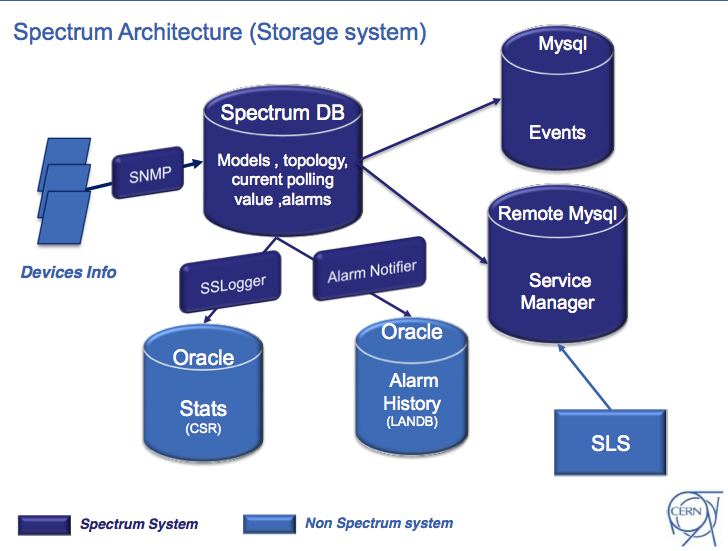 Spectrum Architecture (Storage system)
Mysql
Events
Spectrum DB
Models , topology,
current polling
value ,alarms
SNMP
Devices Info
Remote Mysql
Service
Manager
SSLogger
Alarm Notifier
Oracle
Stats
(CSR)
Oracle
Alarm
History
(LANDB)
SLS
Spectrum System
Non Spectrum system
CERN